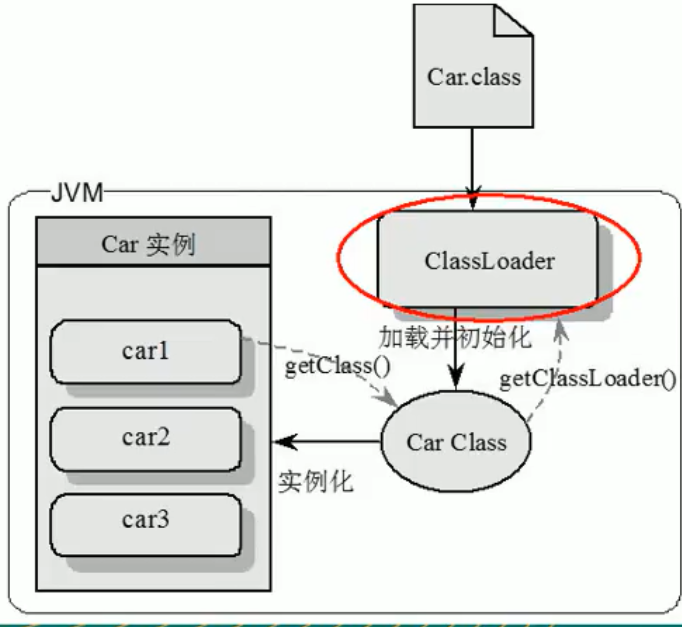 Car.class
JVM
Car 实例
ClassLoader
加载并初始化
car1
getClass()
getClassLoader()
car2
Car Class
实例化
car3